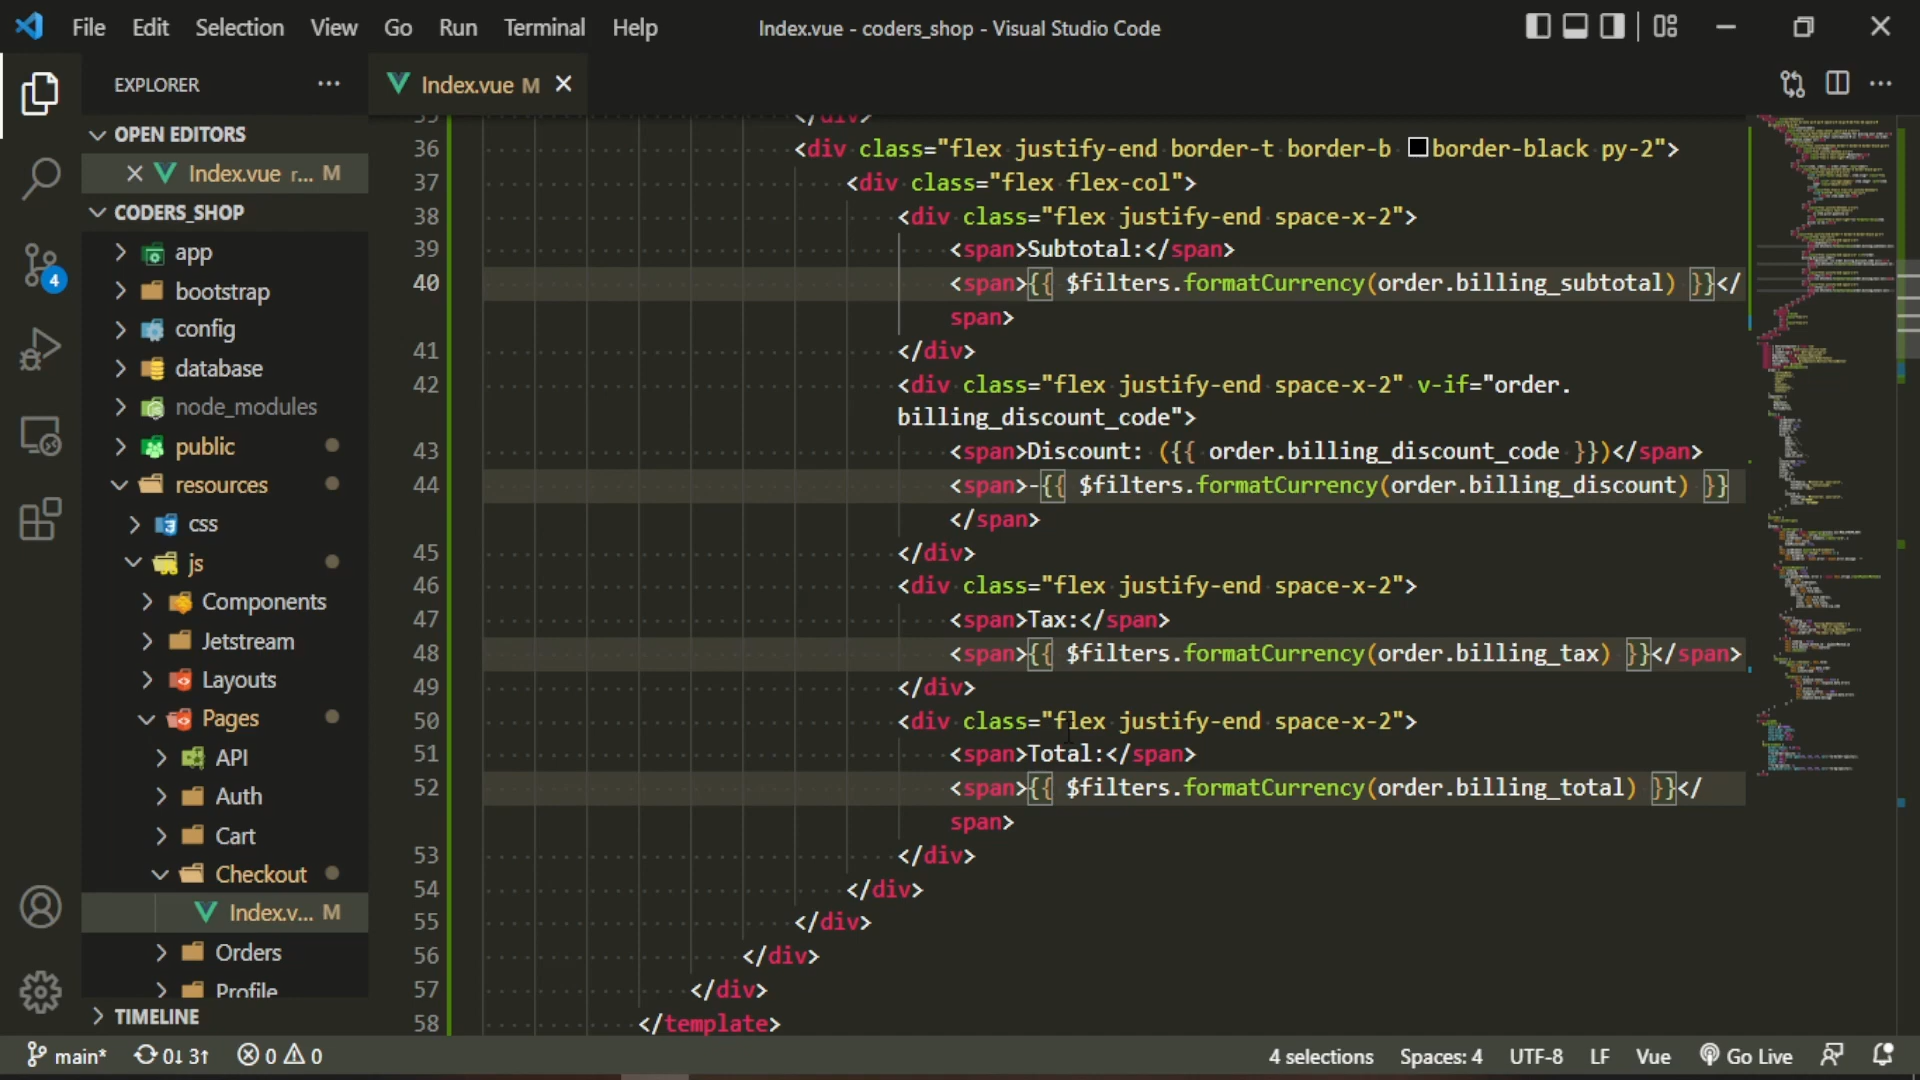 File Edit Selection View Go Run Terminal Help
Index.vue - coders_shop - Visual Studio Code
EXPLORER
Index.vue M
OPEN EDITORS
Index.vue r... M
CODERS_SHOP
app
bootstrap
config
database
node_modules
public
resources
css
js
Components
Jetstream
Layouts
Pages
API
Auth
Cart
Checkout
Index.v... M
Orders
Profile
TIMELINE
4
35 </div>
36 <div class="flex justify-end border-t border-b border-black py-2">
37 <div class="flex flex-col">
38 <div class="flex justify-end space-x-2">
39 <span>Subtotal:</span>
40 <span>{{ $filters.formatCurrency(order.billing_subtotal) }}</
span>
41 </div>
42 <div class="flex justify-end space-x-2" v-if="order.
billing_discount_code">
43 <span>Discount: ({{ order.billing_discount_code }})</span>
44 <span>-{{ $filters.formatCurrency(order.billing_discount) }}
</span>
45 </div>
46 <div class="flex justify-end space-x-2">
47 <span>Tax:</span>
48 <span>{{ $filters.formatCurrency(order.billing_tax) }}</span>
49 </div>
50 <div class="flex justify-end space-x-2">
51 <span>Total:</span>
52 <span>{{ $filters.formatCurrency(order.billing_total) }}</
span>
53 </div>
54 </div>
55 </div>
56 </div>
57 </div>
58 </template>
main* 0↓ 3↑ 0 0
4 selections Spaces: 4 UTF-8 LF Vue Go Live